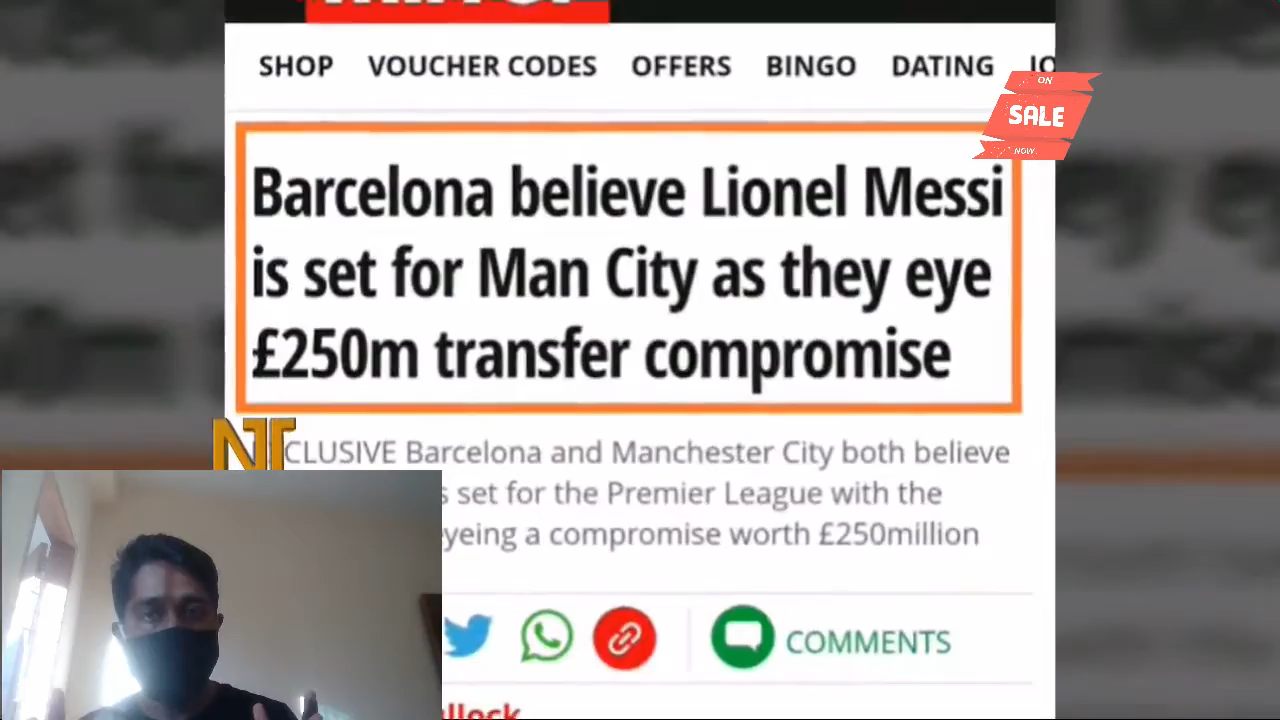 SHOP VOUCHER CODES OFFERS BINGO DATING
ON
SALE
NOW
Barcelona believe Lionel Messi
is set for Man City as they eye
£250m transfer compromise
NT
CLUSIVE Barcelona and Manchester City both believe
s set for the Premier League with the
yeing a compromise worth £250million
COMMENTS